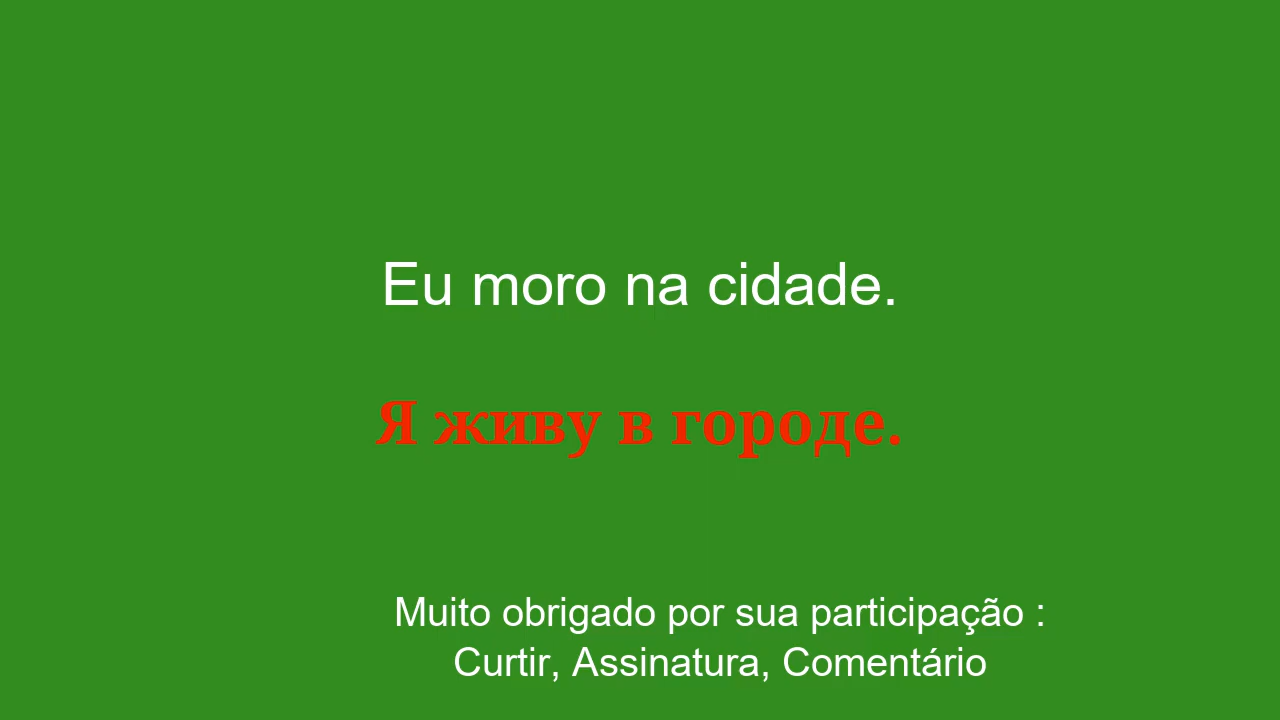 Eu moro na cidade.
Я живу в городе.
Muito obrigado por sua participação :
Curtir, Assinatura, Comentário